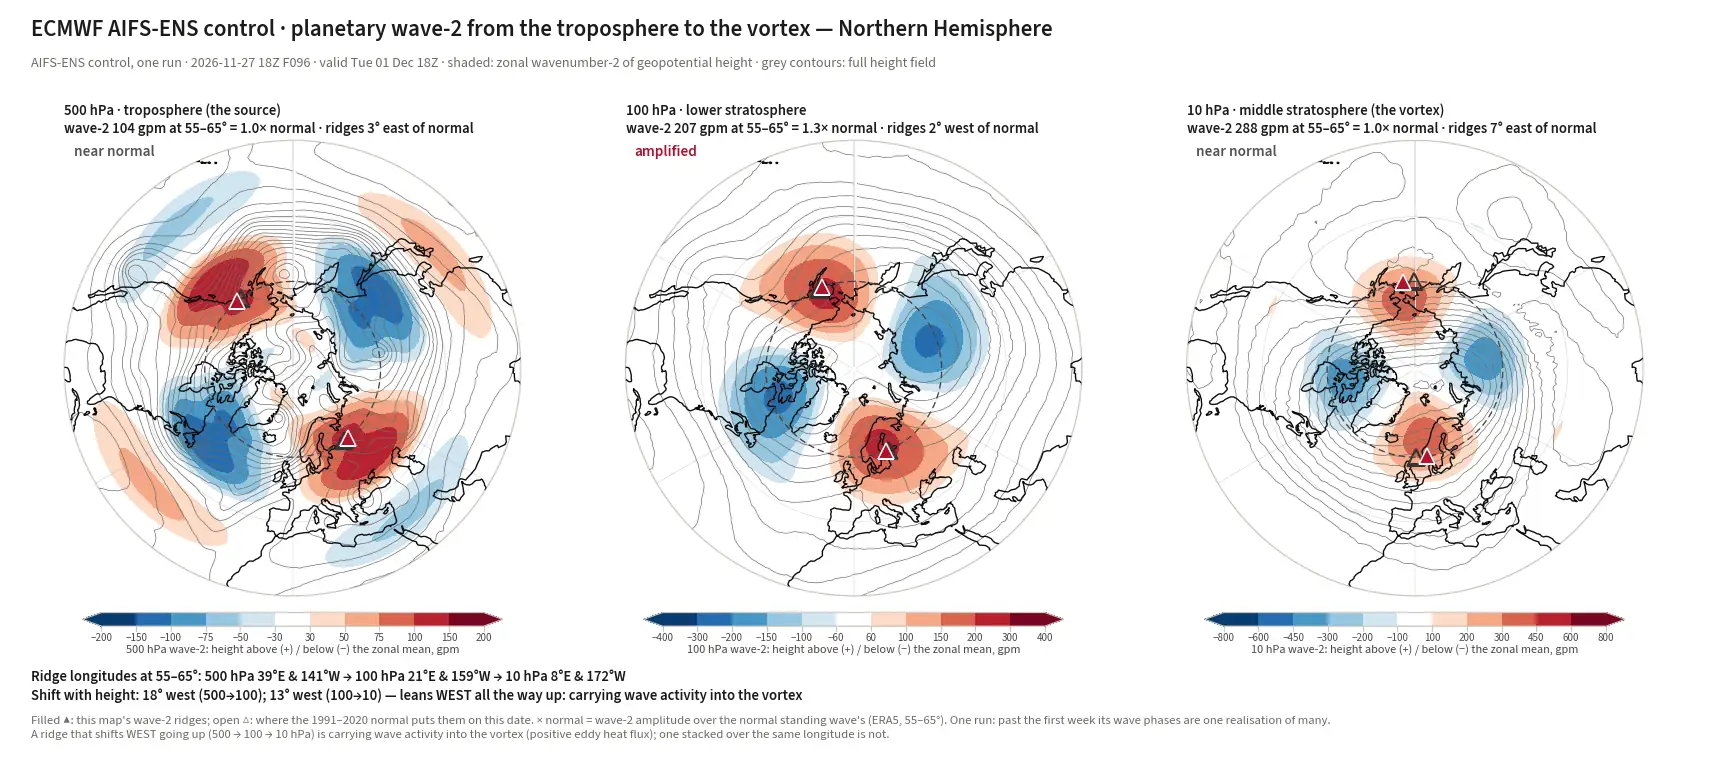 ECMWF AIFS-ENS control · planetary wave-2 from the troposphere to the vortex — Northern Hemisphere
AIFS-ENS control, one run · 2026-11-27 18Z F096 · valid Tue 01 Dec 18Z · shaded: zonal wavenumber-2 of geopotential height · grey contours: full height field
500 hPa · troposphere (the source)
wave-2 104 gpm at 55–65° = 1.0× normal · ridges 3° east of normal
near normal
100 hPa · lower stratosphere
wave-2 207 gpm at 55–65° = 1.3× normal · ridges 2° west of normal
amplified
10 hPa · middle stratosphere (the vortex)
wave-2 288 gpm at 55–65° = 1.0× normal · ridges 7° east of normal
near normal
−200 −150 −100 −75 −50 −30 30 50 75 100 150 200
500 hPa wave-2: height above (+) / below (−) the zonal mean, gpm
−400 −300 −200 −150 −100 −60 60 100 150 200 300 400
100 hPa wave-2: height above (+) / below (−) the zonal mean, gpm
−800 −600 −450 −300 −200 −100 100 200 300 450 600 800
10 hPa wave-2: height above (+) / below (−) the zonal mean, gpm
Ridge longitudes at 55–65°: 500 hPa 39°E & 141°W → 100 hPa 21°E & 159°W → 10 hPa 8°E & 172°W
Shift with height: 18° west (500→100); 13° west (100→10) — leans WEST all the way up: carrying wave activity into the vortex
Filled ▲: this map's wave-2 ridges; open △: where the 1991–2020 normal puts them on this date. × normal = wave-2 amplitude over the normal standing wave's (ERA5, 55–65°). One run: past the first week its wave phases are one realisation of many.
A ridge that shifts WEST going up (500 → 100 → 10 hPa) is carrying wave activity into the vortex (positive eddy heat flux); one stacked over the same longitude is not.